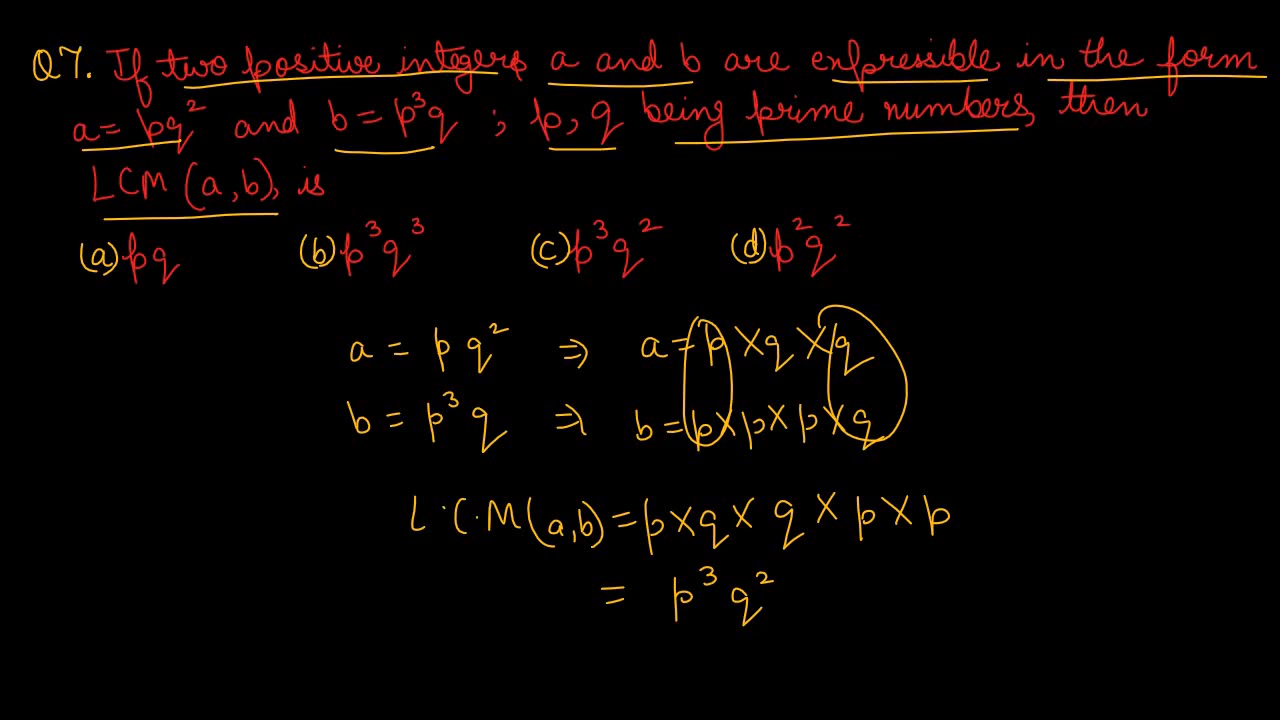 Q7. If two positive integers a and b are expressible in the form
a = pq² and b = p³q ; p, q being prime numbers, then
LCM (a,b), is
(a) pq (b) p³q³ (c) p³q² (d) p²q²
a = pq² ⇒ a = p × q × q
b = p³q ⇒ b = p × p × p × q
L.C.M (a,b) = p × q × q × p × p
= p³q²